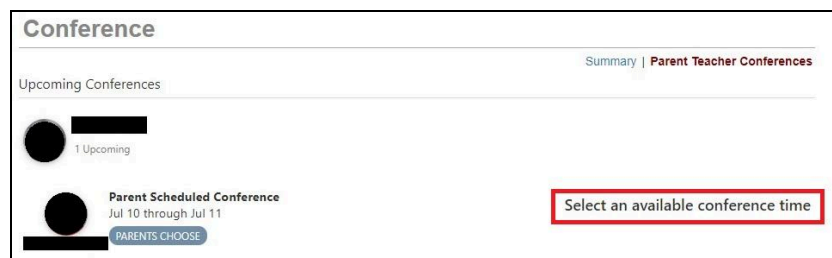 Conference
Summary | Parent Teacher Conferences
Upcoming Conferences
1 Upcoming
Parent Scheduled Conference
Jul 10 through Jul 11
Select an available conference time
PARENTS CHOOSE